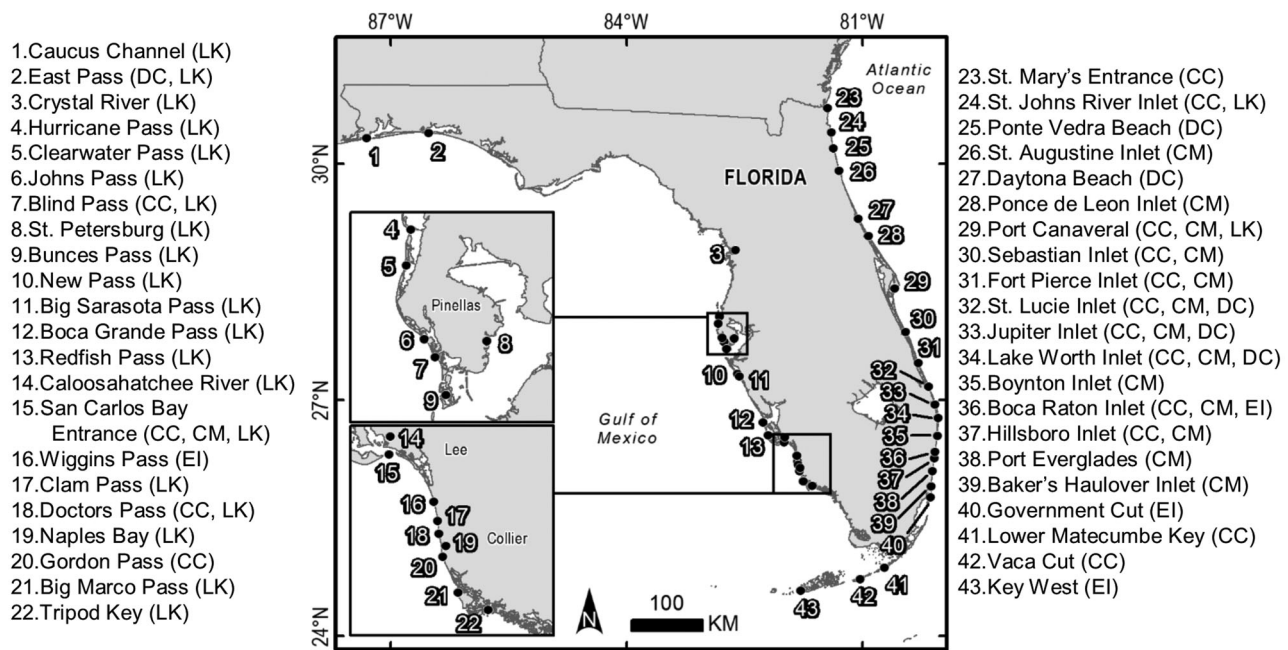 87°W
84°W
81°W
1.Caucus Channel (LK)
2.East Pass (DC, LK)
3.Crystal River (LK)
4.Hurricane Pass (LK)
5.Clearwater Pass (LK)
6.Johns Pass (LK)
7.Blind Pass (CC, LK)
8.St. Petersburg (LK)
9.Bunces Pass (LK)
10.New Pass (LK)
11.Big Sarasota Pass (LK)
12.Boca Grande Pass (LK)
13.Redfish Pass (LK)
14.Caloosahatchee River (LK)
15.San Carlos Bay
Entrance (CC, CM, LK)
16.Wiggins Pass (EI)
17.Clam Pass (LK)
18.Doctors Pass (CC, LK)
19.Naples Bay (LK)
20.Gordon Pass (CC)
21.Big Marco Pass (LK)
22.Tripod Key (LK)
30°N
27°N
24°N
Atlantic
Ocean
FLORIDA
Gulf of
Mexico
1
2
3
10
11
12
13
23
24
25
26
27
28
29
30
31
32
33
34
35
36
37
38
39
40
41
42
43
4
5
Pinellas
6
7
8
9
14
Lee
15
16
17
18
19
Collier
20
21
22
N
100
KM
23.St. Mary's Entrance (CC)
24.St. Johns River Inlet (CC, LK)
25.Ponte Vedra Beach (DC)
26.St. Augustine Inlet (CM)
27.Daytona Beach (DC)
28.Ponce de Leon Inlet (CM)
29.Port Canaveral (CC, CM, LK)
30.Sebastian Inlet (CC, CM)
31.Fort Pierce Inlet (CC, CM)
32.St. Lucie Inlet (CC, CM, DC)
33.Jupiter Inlet (CC, CM, DC)
34.Lake Worth Inlet (CC, CM, DC)
35.Boynton Inlet (CM)
36.Boca Raton Inlet (CC, CM, EI)
37.Hillsboro Inlet (CC, CM)
38.Port Everglades (CM)
39.Baker's Haulover Inlet (CM)
40.Government Cut (EI)
41.Lower Matecumbe Key (CC)
42.Vaca Cut (CC)
43.Key West (EI)